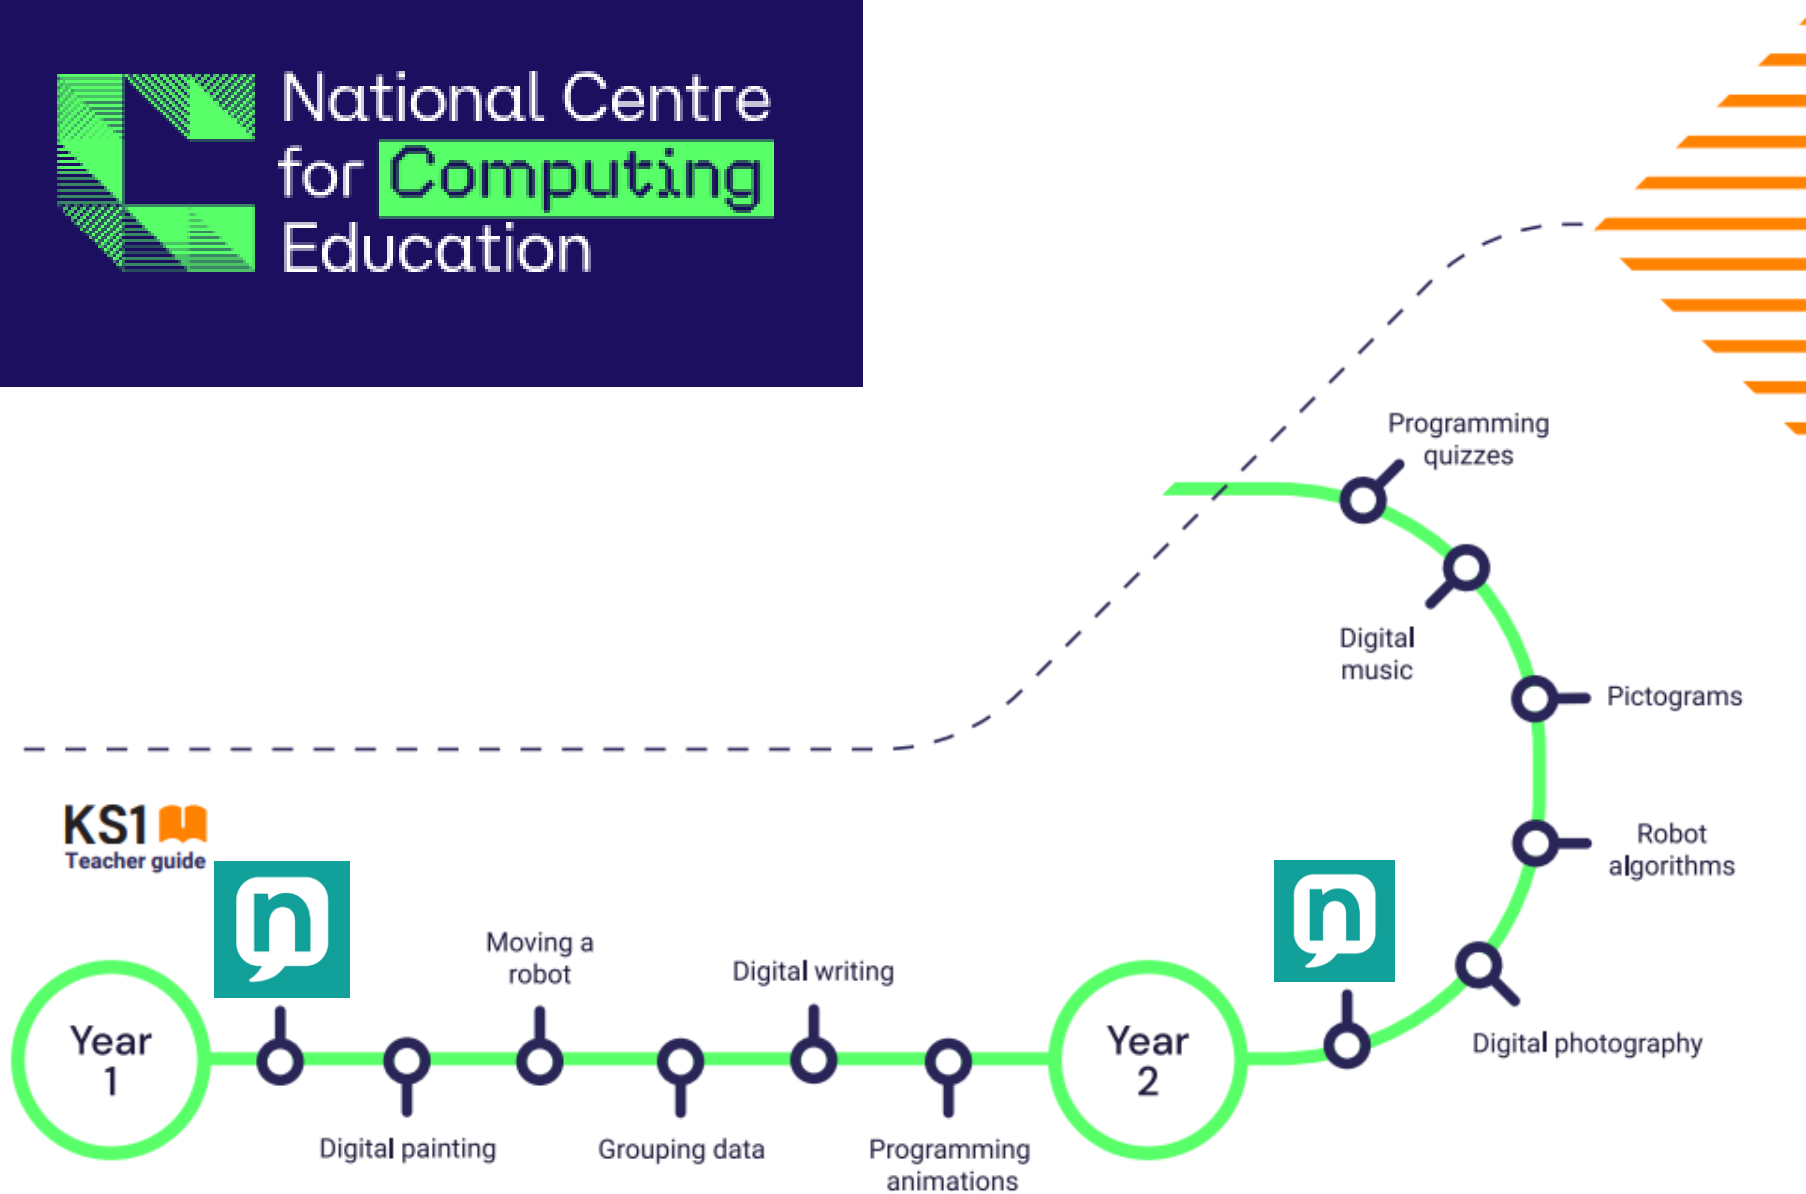 National Centre
for Computing
Education
Programming
quizzes
Digital
music
Pictograms
Robot
algorithms
Digital photography
KS1
Teacher guide
n
n
Year
1
Digital painting
Moving a
robot
Grouping data
Digital writing
Programming
animations
Year
2